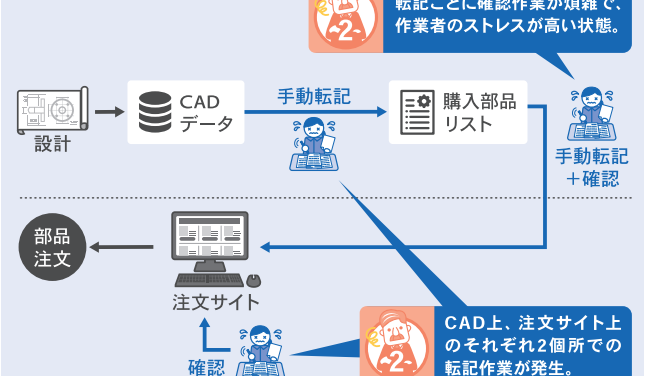 転記ごとに確認作業が煩雑で、
作業者のストレスが高い状態。
~2~
設計
CAD
データ
手動転記
購入部品
リスト
手動転記
＋確認
部品
注文
注文サイト
確認
~2~
CAD上、注文サイト上
のそれぞれ2個所での
転記作業が発生。